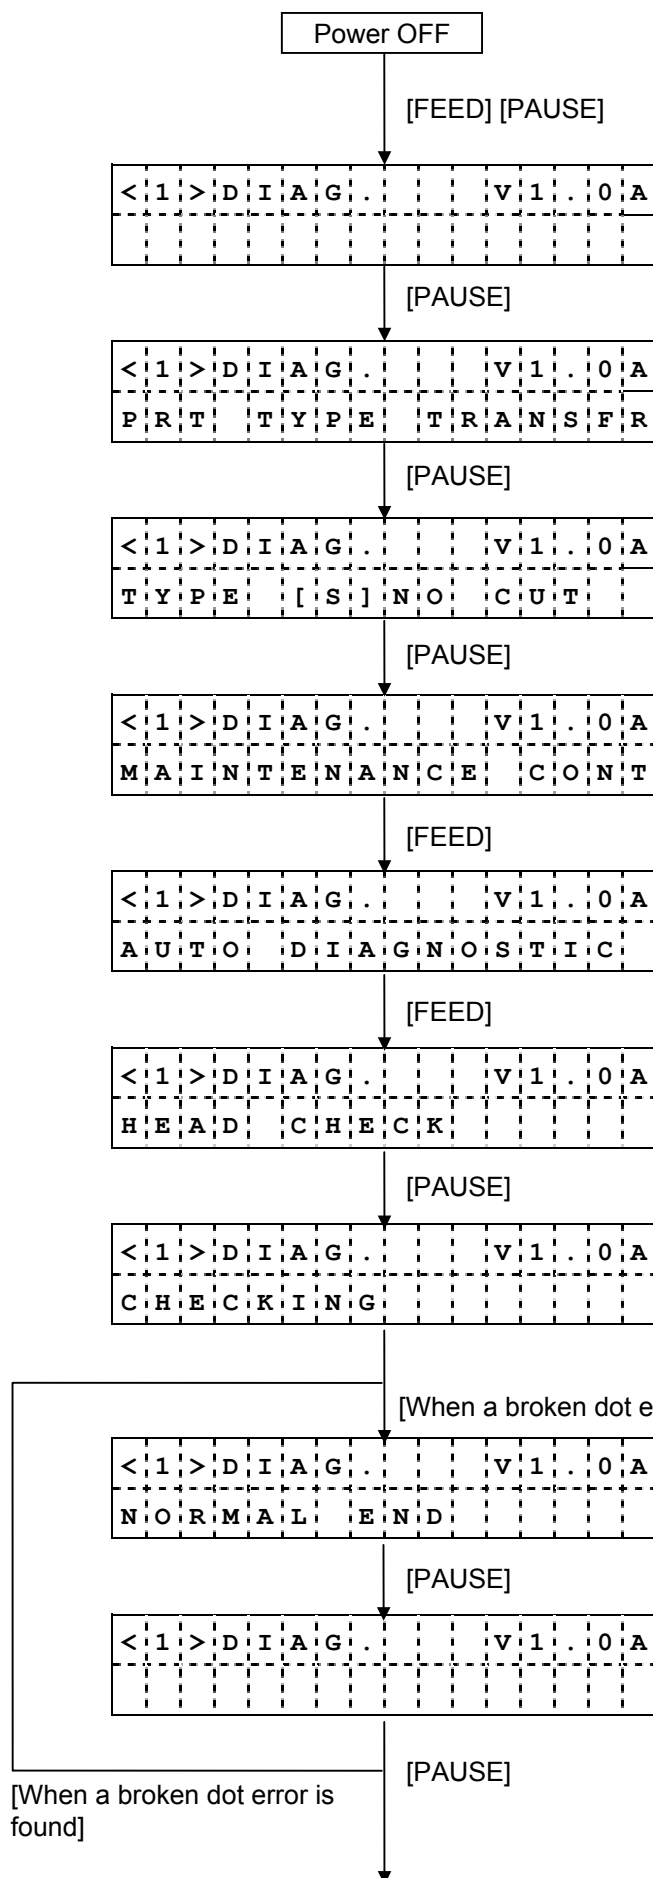 Power OFF
[FEED] [PAUSE]
<1>DIAG.   V1.0A
[PAUSE]
<1>DIAG.   V1.0A
PRT TYPE TRANSFR
[PAUSE]
<1>DIAG.   V1.0A
TYPE [S]NO CUT
[PAUSE]
<1>DIAG.   V1.0A
MAINTENANCE CONT
[FEED]
<1>DIAG.   V1.0A
AUTO DIAGNOSTIC
[FEED]
<1>DIAG.   V1.0A
HEAD CHECK
[PAUSE]
<1>DIAG.   V1.0A
CHECKING
[When a broken dot e
<1>DIAG.   V1.0A
NORMAL END
[PAUSE]
<1>DIAG.   V1.0A
[PAUSE]
[When a broken dot error is
found]